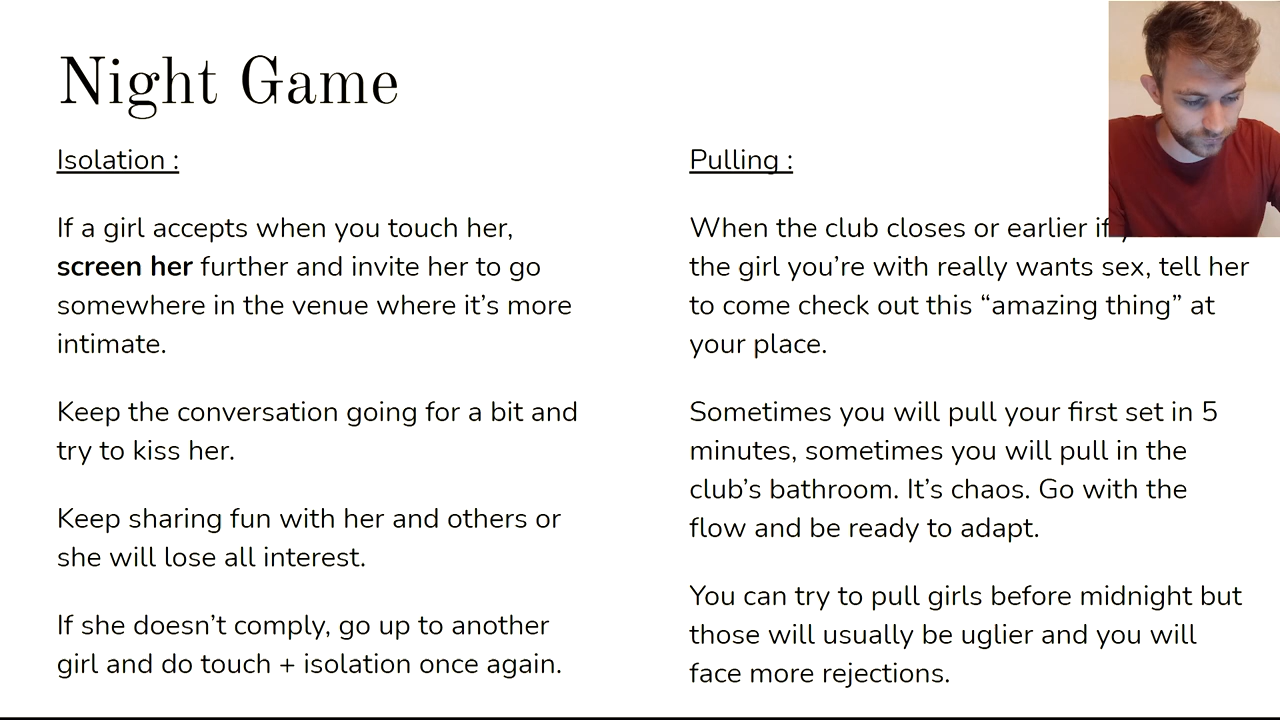 Night Game
Isolation :
If a girl accepts when you touch her,
screen her further and invite her to go
somewhere in the venue where it’s more
intimate.
Keep the conversation going for a bit and
try to kiss her.
Keep sharing fun with her and others or
she will lose all interest.
If she doesn’t comply, go up to another
girl and do touch + isolation once again.
Pulling :
When the club closes or earlier if
the girl you’re with really wants sex, tell her
to come check out this “amazing thing” at
your place.
Sometimes you will pull your first set in 5
minutes, sometimes you will pull in the
club’s bathroom. It’s chaos. Go with the
flow and be ready to adapt.
You can try to pull girls before midnight but
those will usually be uglier and you will
face more rejections.